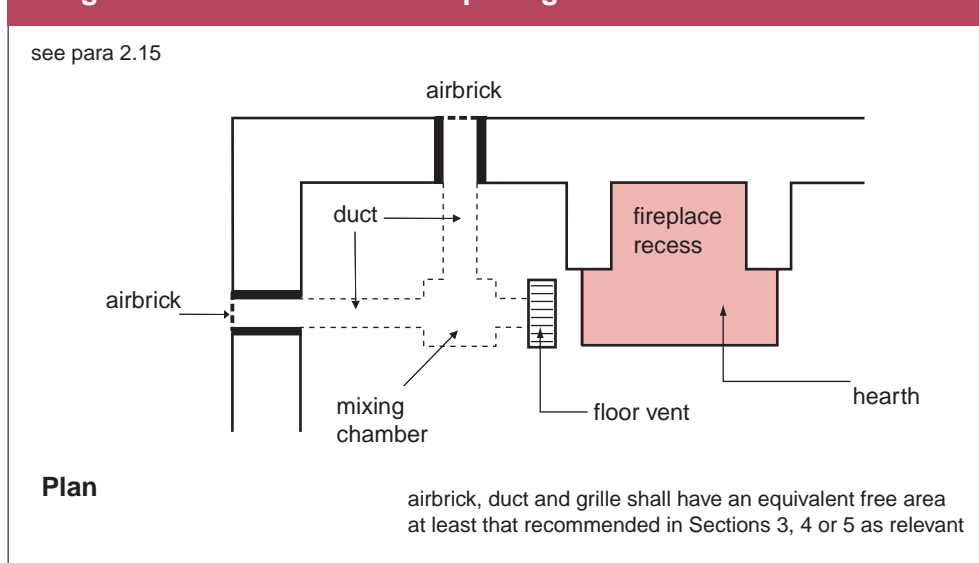 see para 2.15
airbrick
duct
fireplace
recess
airbrick
mixing
chamber
floor vent
hearth
Plan
airbrick, duct and grille shall have an equivalent free area
at least that recommended in Sections 3, 4 or 5 as relevant